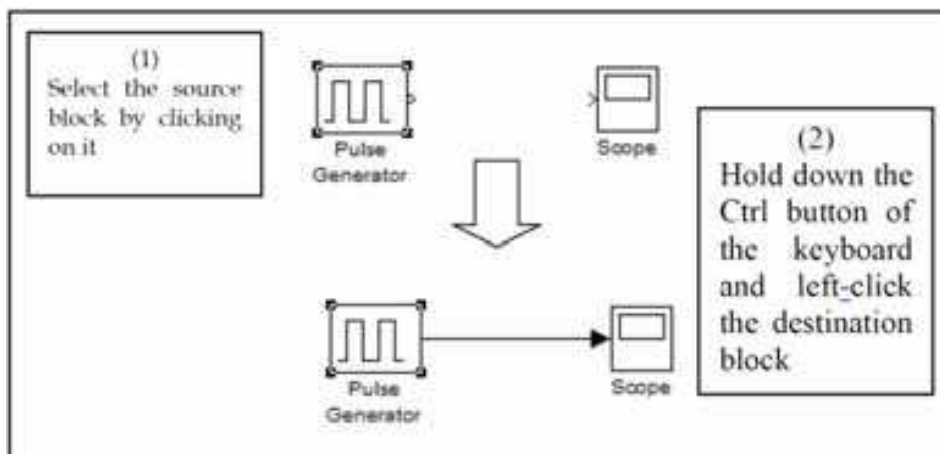 (1)
Select the source
block by clicking
on it
Pulse
Generator
Scope
(2)
Hold down the
Ctrl button of
the keyboard
and left-click
the destination
block
Pulse
Generator
Scope